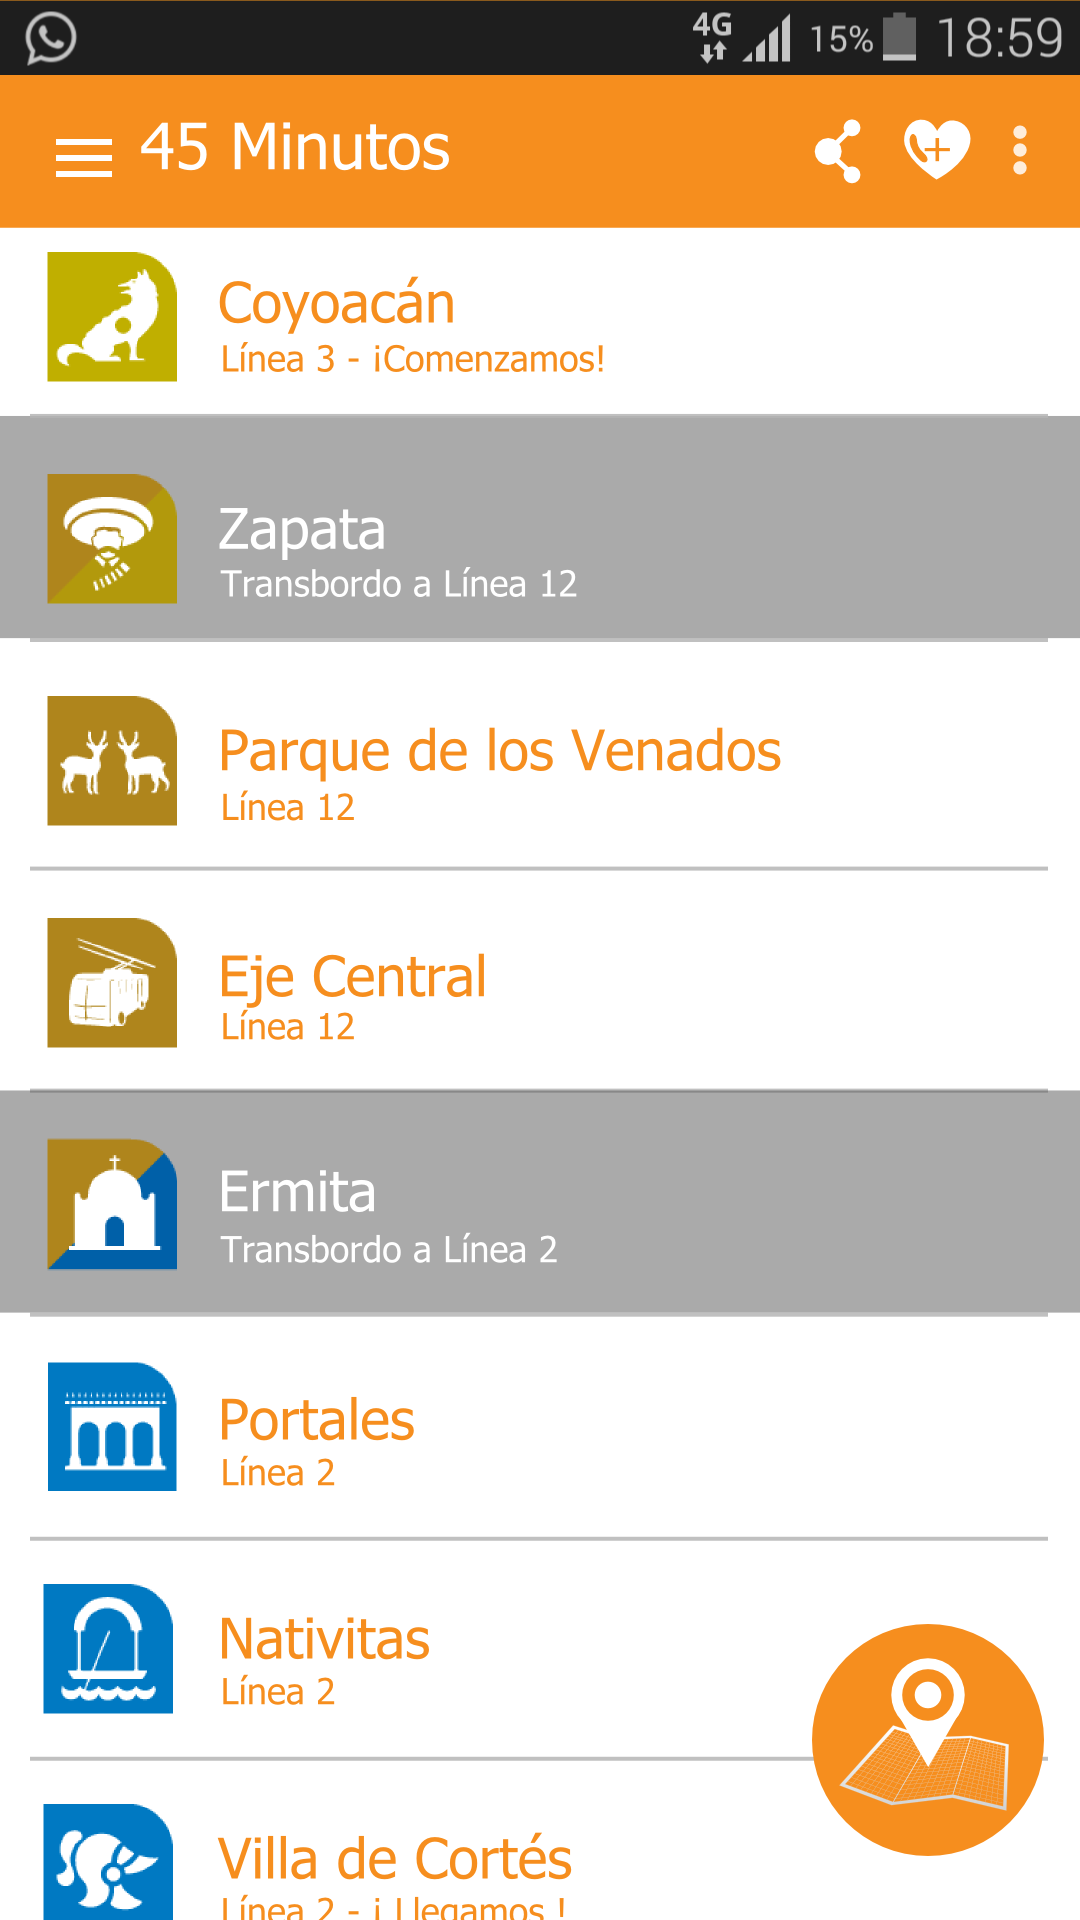 4G 15% 18:59
45 Minutos
Coyoacán
Línea 3 - ¡Comenzamos!
Zapata
Transbordo a Línea 12
Parque de los Venados
Línea 12
Eje Central
Línea 12
Ermita
Transbordo a Línea 2
Portales
Línea 2
Nativitas
Línea 2
Villa de Cortés
Línea 2 - ¡ Llegamos !